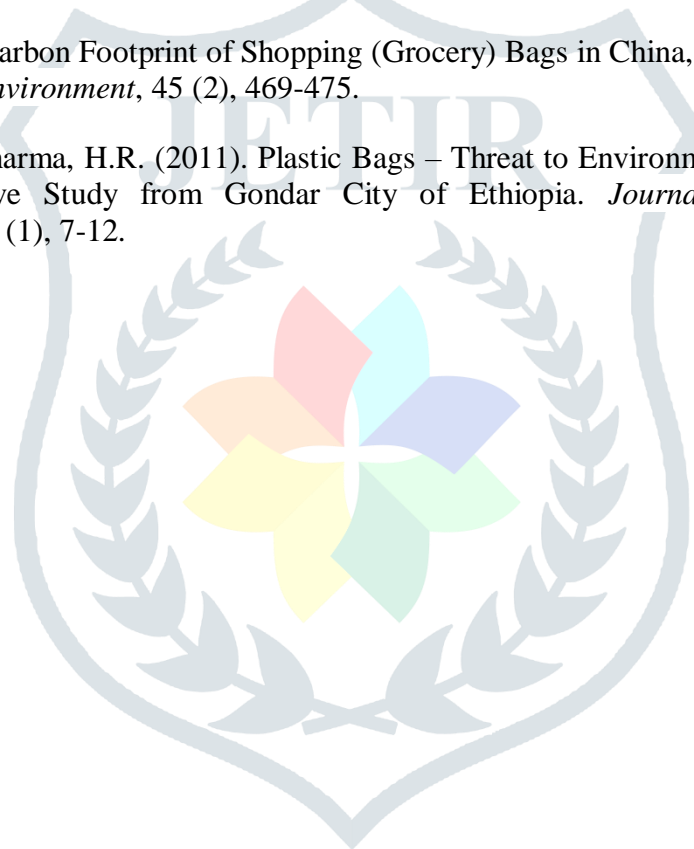 arbon Footprint of Shopping (Grocery) Bags in China,
nvironment, 45 (2), 469-475.
JETIR
arma, H.R. (2011). Plastic Bags – Threat to Environm
ve Study from Gondar City of Ethiopia. Journa
(1), 7-12.